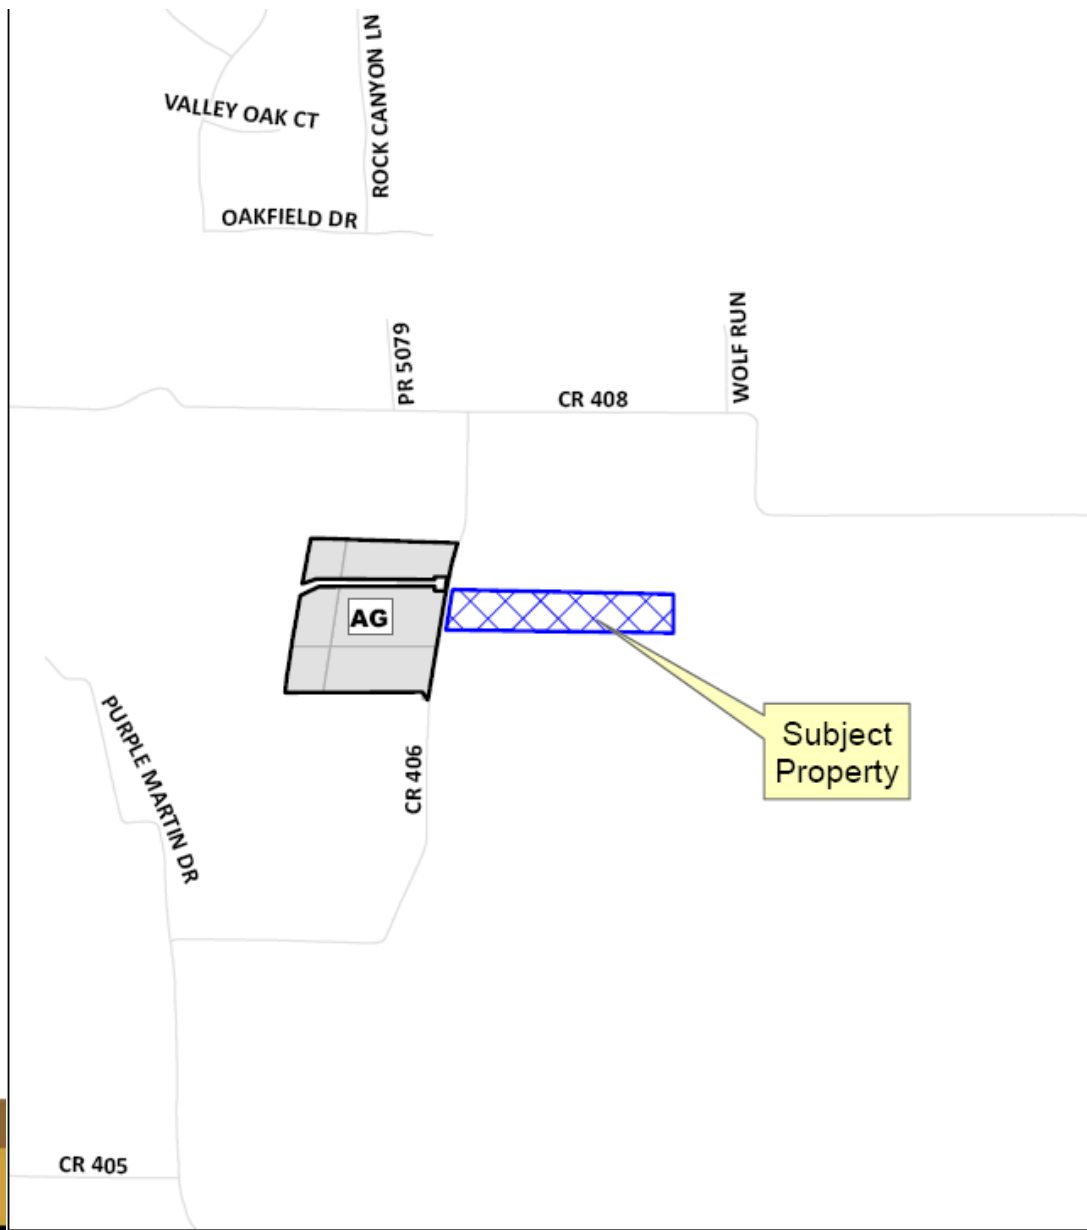 ROCK CANYON LN
VALLEY OAK CT
OAKFIELD DR
WOLF RUN
PR 5079
CR 408
AG
PURPLE MARTIN DR
Subject
Property
CR 406
CR 405